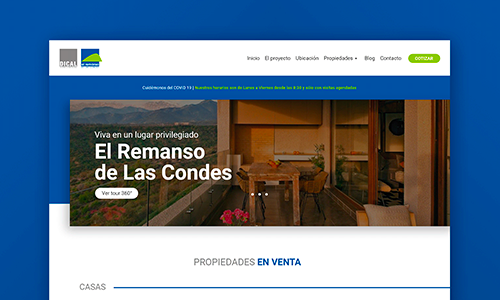 DICAL
Inicio El proyecto Ubicación Propiedades Blog Contacto COTIZAR
Cuidémonos del COVID 19 | Nuestros horarios son de Lunes a Viernes desde las 8:30 y sólo con visitas agendadas
Viva en un lugar privilegiado
El Remanso
de Las Condes
Ver tour 360°
PROPIEDADES EN VENTA
CASAS